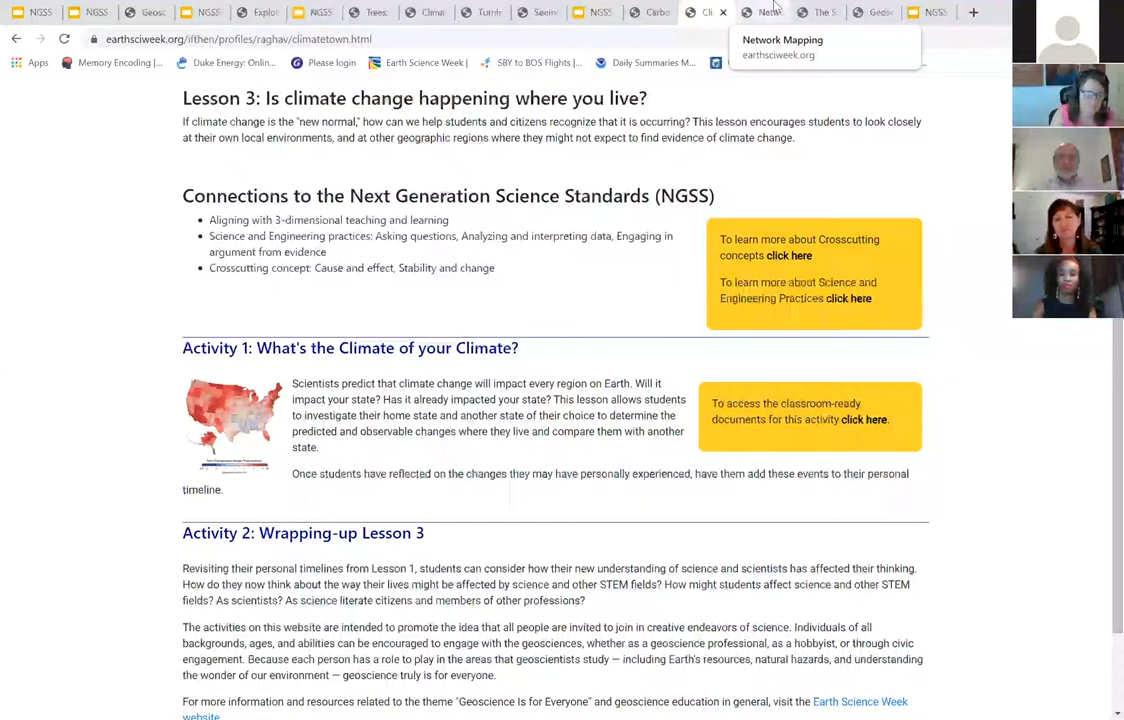 NGSS
NGSS
Geosc
NGSS
Explo
NGSS
Trees:
Clima
Turnin
Seein
NGSS
Carbo
Cli
Netw
The S
Geos
NGSS
earthsciweek.org/ifthen/profiles/raghav/climatetown.html
Network Mapping
earthsciweek.org
Apps
Memory Encoding |...
Duke Energy: Onlin...
Please login
Earth Science Week |
SBY to BOS Flights |...
Daily Summaries M...
Lesson 3: Is climate change happening where you live?
If climate change is the "new normal," how can we help students and citizens recognize that it is occurring? This lesson encourages students to look closely
at their own local environments, and at other geographic regions where they might not expect to find evidence of climate change.
Connections to the Next Generation Science Standards (NGSS)
Aligning with 3-dimensional teaching and learning
Science and Engineering practices: Asking questions, Analyzing and interpreting data, Engaging in
argument from evidence
Crosscutting concept: Cause and effect, Stability and change
To learn more about Crosscutting
concepts click here
To learn more about Science and
Engineering Practices click here
Activity 1: What's the Climate of your Climate?
Scientists predict that climate change will impact every region on Earth. Will it
impact your state? Has it already impacted your state? This lesson allows students
to investigate their home state and another state of their choice to determine the
predicted and observable changes where they live and compare them with another
state.
To access the classroom-ready
documents for this activity click here.
Once students have reflected on the changes they may have personally experienced, have them add these events to their personal
timeline.
Activity 2: Wrapping-up Lesson 3
Revisiting their personal timelines from Lesson 1, students can consider how their new understanding of science and scientists has affected their thinking.
How do they now think about the way their lives might be affected by science and other STEM fields? How might students affect science and other STEM
fields? As scientists? As science literate citizens and members of other professions?
The activities on this website are intended to promote the idea that all people are invited to join in creative endeavors of science. Individuals of all
backgrounds, ages, and abilities can be encouraged to engage with the geosciences, whether as a geoscience professional, as a hobbyist, or through civic
engagement. Because each person has a role to play in the areas that geoscientists study — including Earth's resources, natural hazards, and understanding
the wonder of our environment — geoscience truly is for everyone.
For more information and resources related to the theme "Geoscience Is for Everyone" and geoscience education in general, visit the Earth Science Week
website.